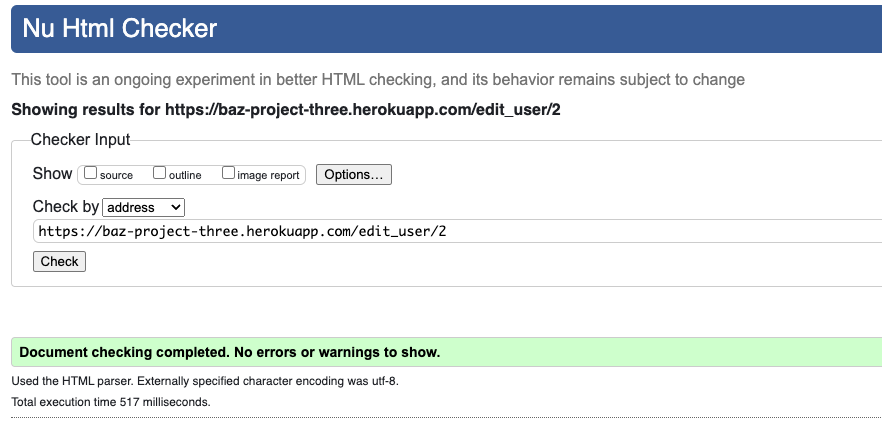 Nu Html Checker
This tool is an ongoing experiment in better HTML checking, and its behavior remains subject to change
Showing results for https://baz-project-three.herokuapp.com/edit_user/2
Checker Input
Show source outline image report Options...
Check by address
https://baz-project-three.herokuapp.com/edit_user/2
Check
Document checking completed. No errors or warnings to show.
Used the HTML parser. Externally specified character encoding was utf-8.
Total execution time 517 milliseconds.